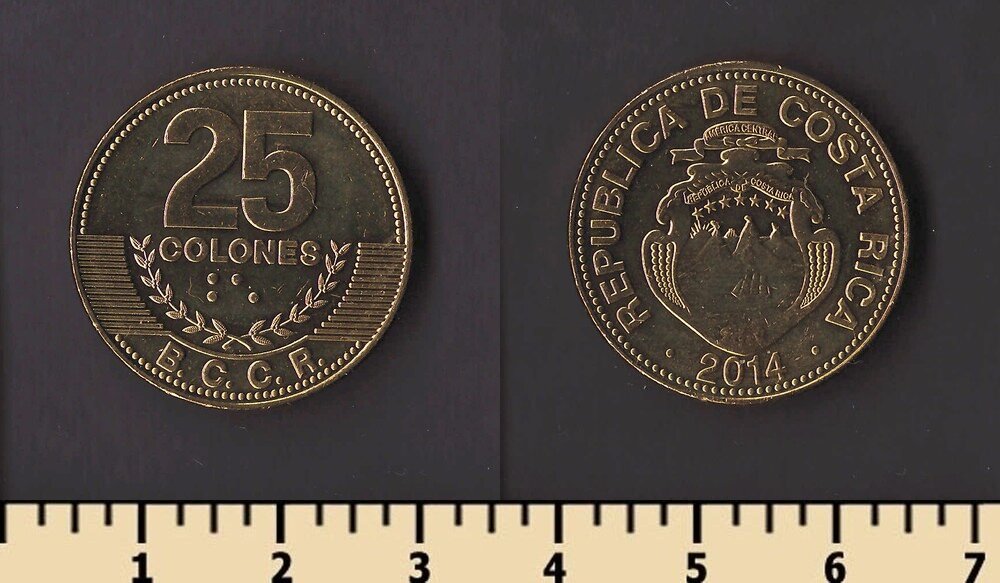 25
COLONES
B. C. C. R.
REPUBLICA DE COSTA RICA
AMERICA CENTRAL
REPUBLICA DE COSTA RICA
2014
1 2 3 4 5 6 7